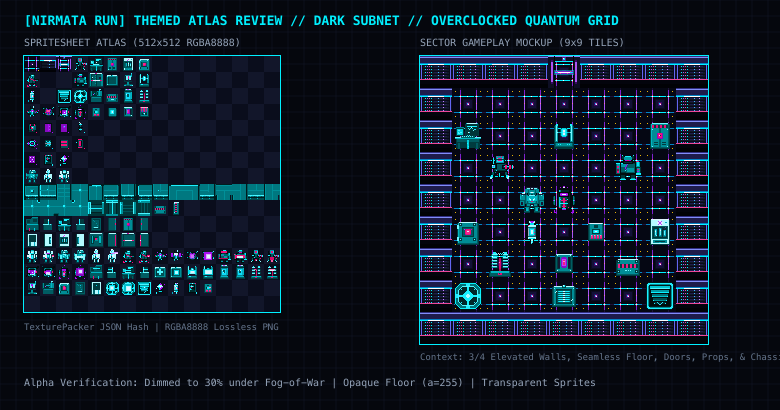 [NIRMATA RUN] THEMED ATLAS REVIEW // DARK SUBNET // OVERCLOCKED QUANTUM GRID
SPRITESHEET ATLAS (512x512 RGBA8888)
SECTOR GAMEPLAY MOCKUP (9x9 TILES)
TexturePacker JSON Hash | RGBA8888 Lossless PNG
Context: 3/4 Elevated Walls, Seamless Floor, Doors, Props, & Chass
Alpha Verification: Dimmed to 30% under Fog-of-War | Opaque Floor (a=255) | Transparent Sprites